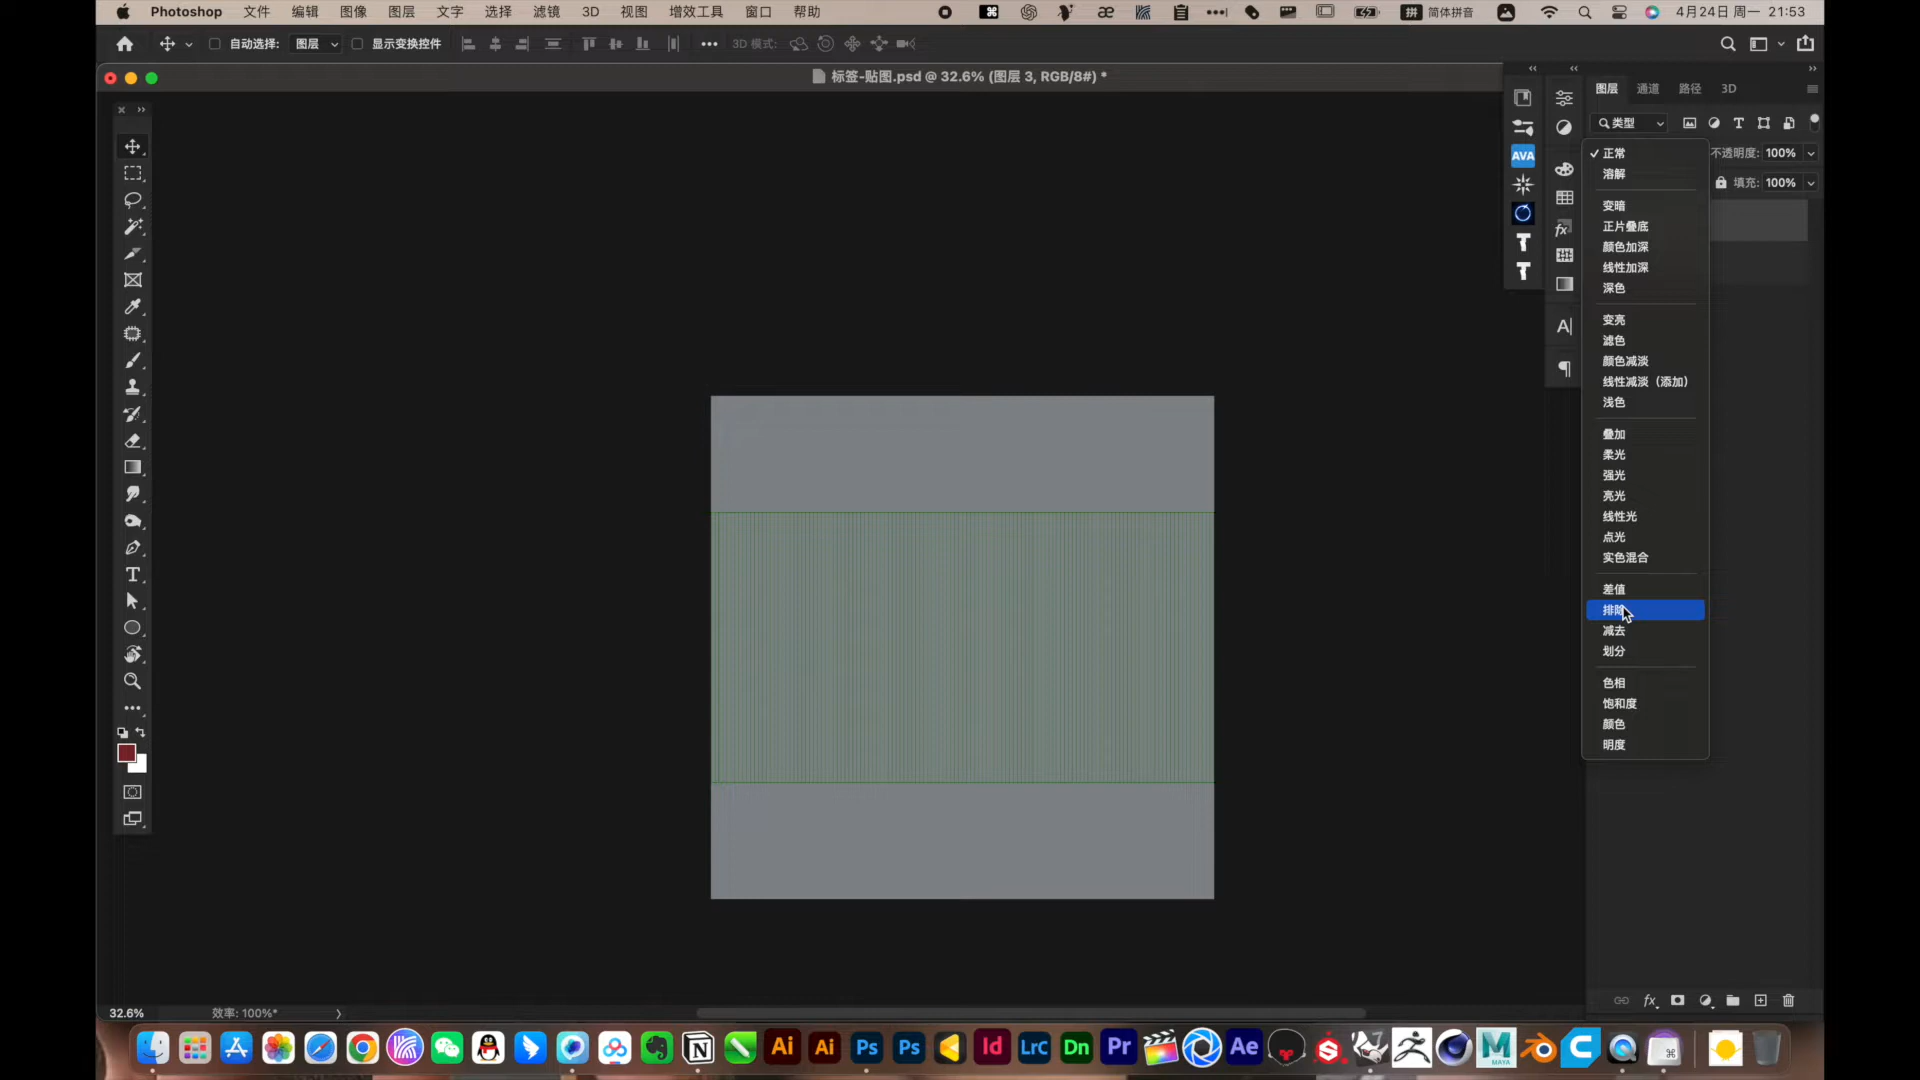 Photoshop 文件 编辑 图像 图层 文字 选择 滤镜 3D 视图 增效工具 窗口 帮助 拼 简体拼音 4月24日 周一 21:53
自动选择: 图层 显示变换控件 3D 模式:
标签-贴图.psd @ 32.6% (图层 3, RGB/8#) *
图层 通道 路径 3D
类型
正常 不透明度: 100%
溶解 填充: 100%
变暗
正片叠底
颜色加深
线性加深
深色
变亮
滤色
颜色减淡
线性减淡（添加）
浅色
叠加
柔光
强光
亮光
线性光
点光
实色混合
差值
排除
减去
划分
色相
饱和度
颜色
明度
AVA
fx
A|
T
32.6% 效率: 100%*
fx
Ai Ai Ps Ps Id LrC Dn Pr Ae MAYA